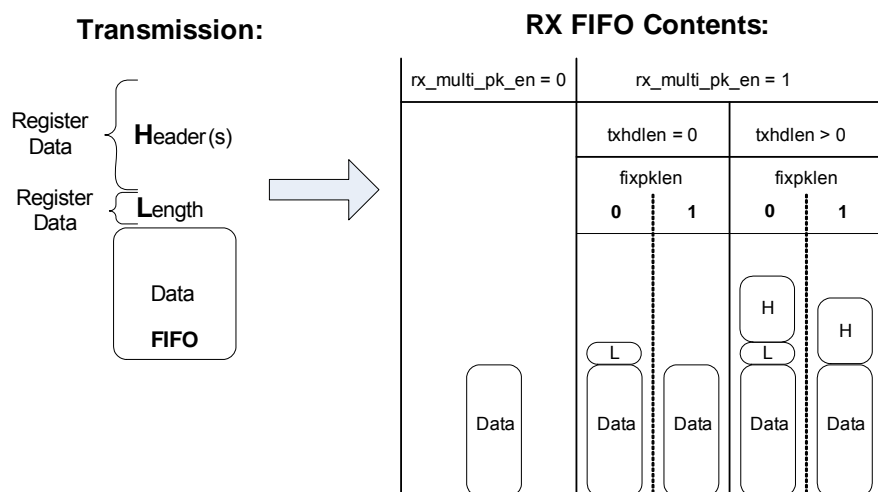 Transmission:
RX FIFO Contents:
rx_multi_pk_en = 0
rx_multi_pk_en = 1
Register
Data
Header(s)
txhdlen = 0
txhdlen > 0
fixpklen
fixpklen
Register
Data
Length
0
1
0
1
Data
FIFO
H
H
L
L
Data
Data
Data
Data
Data